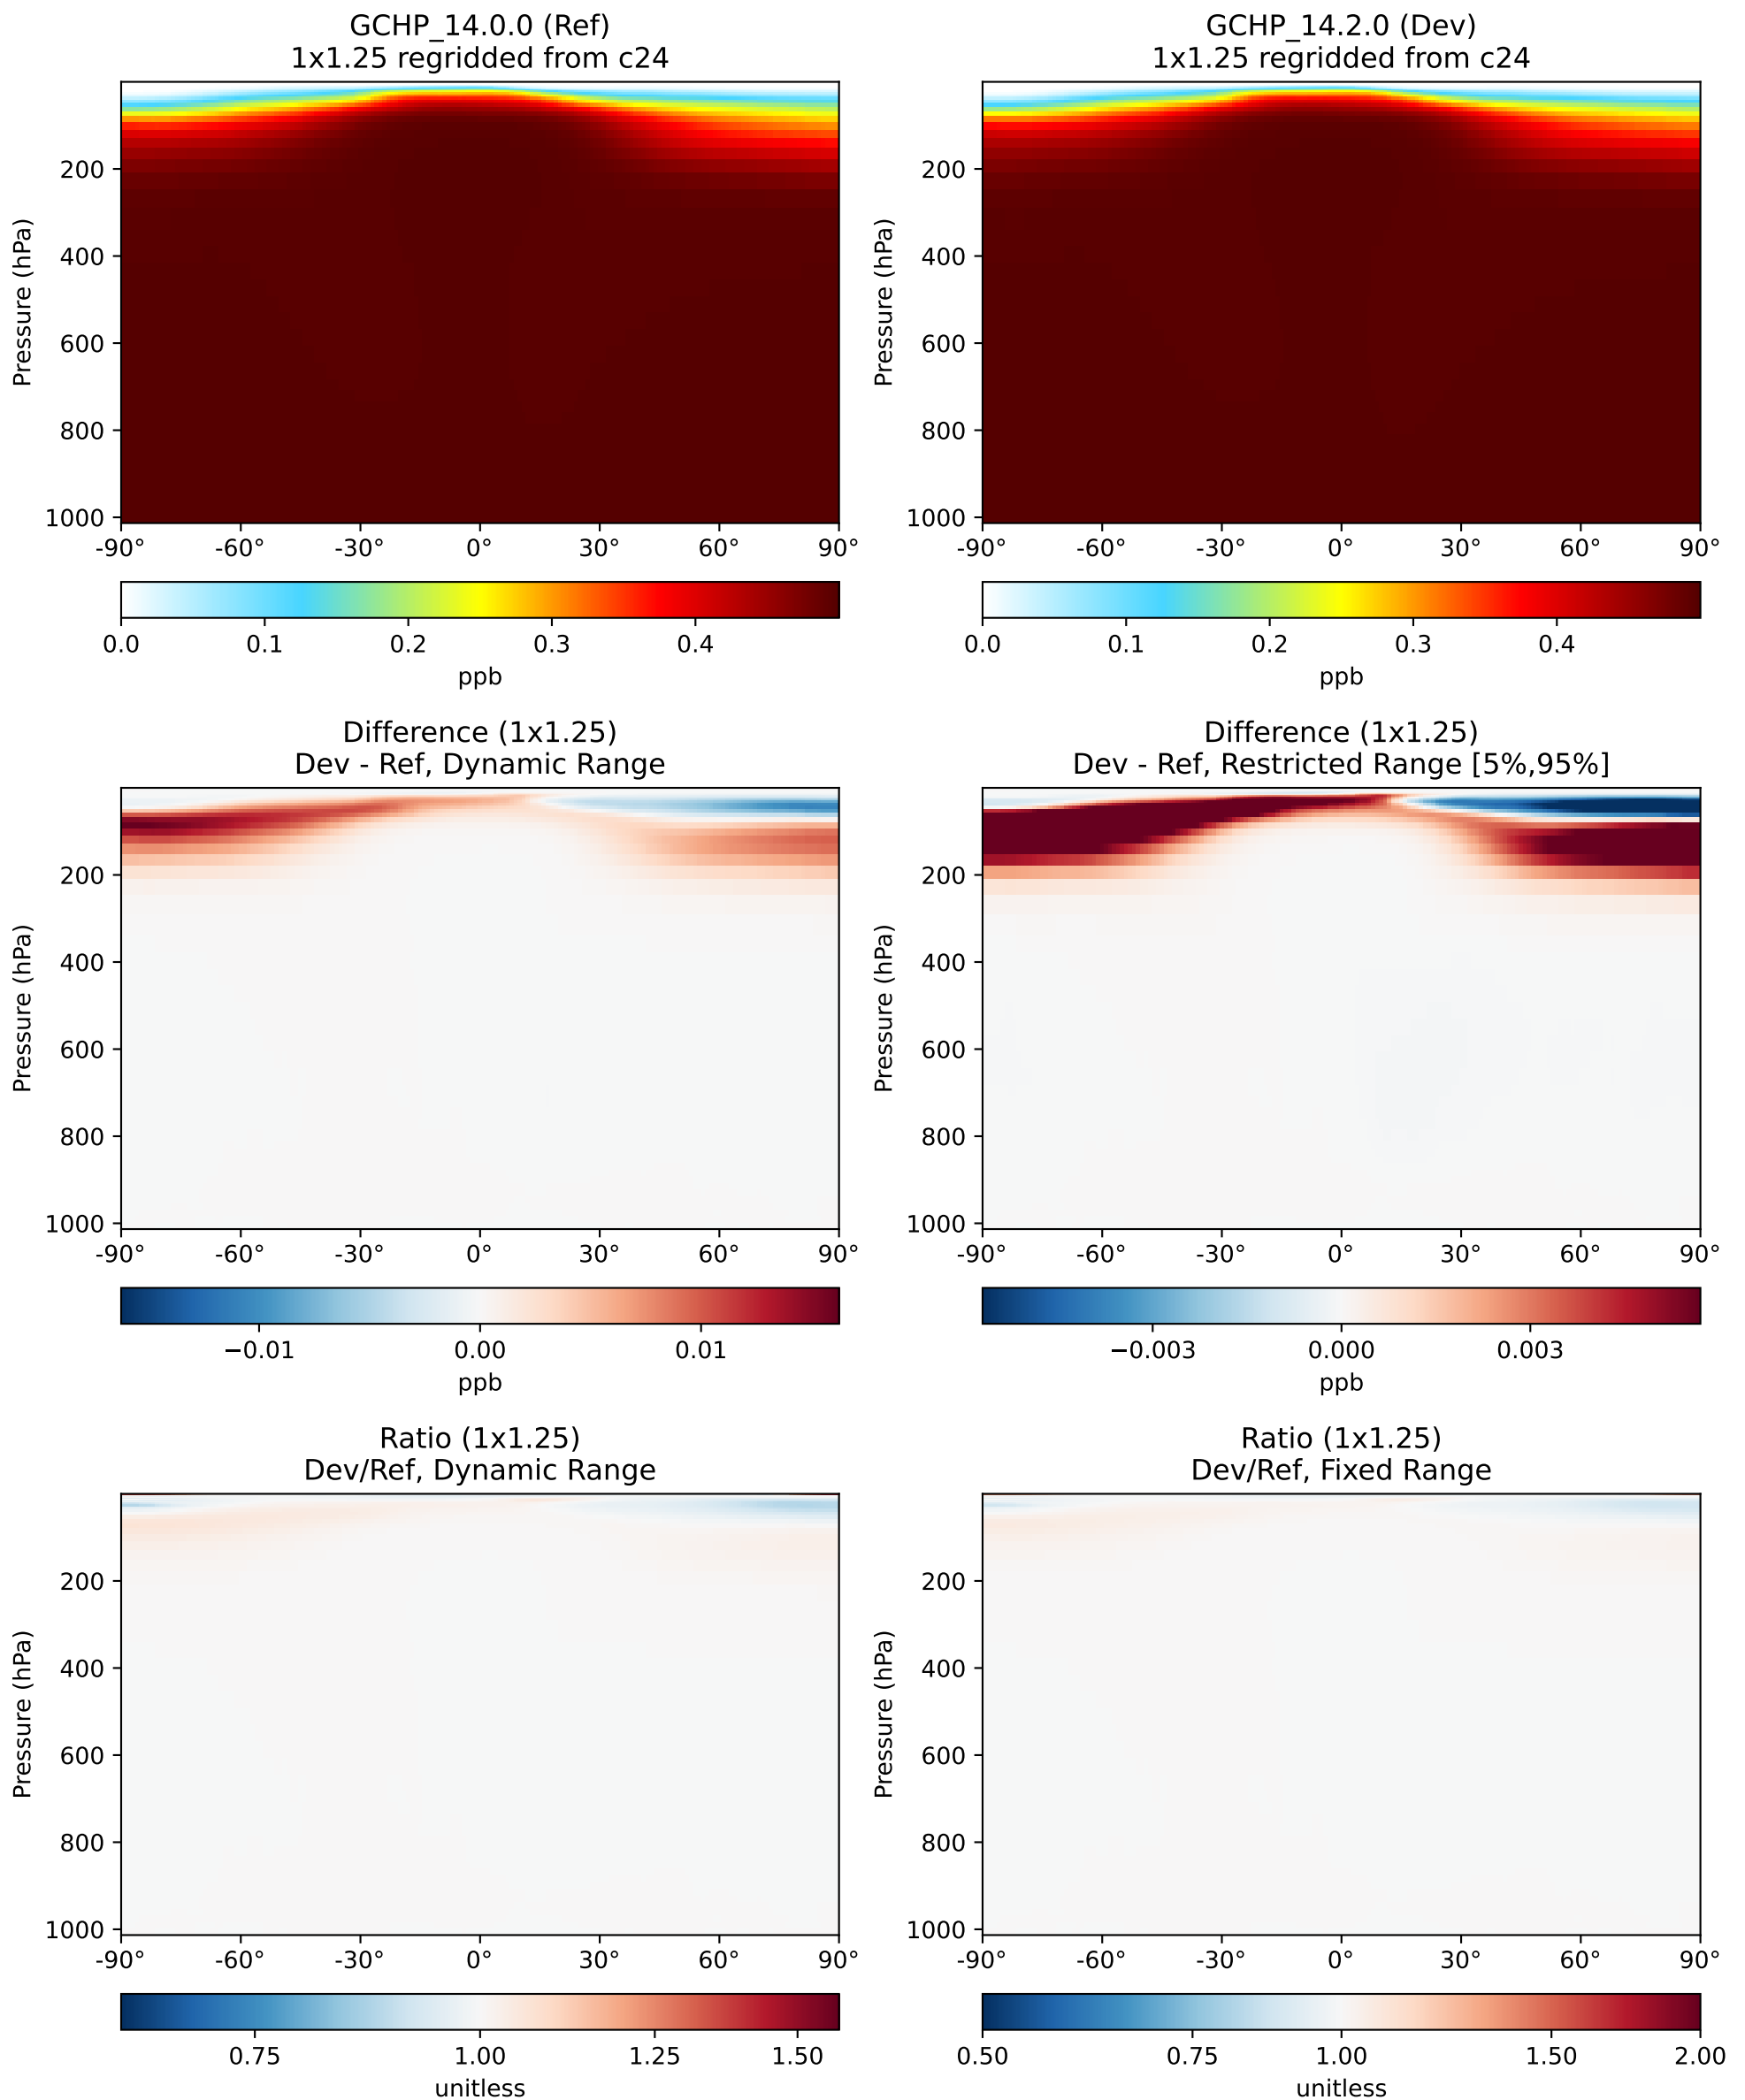 GCHP_14.0.0 (Ref)
1x1.25 regridded from c24
Pressure (hPa)
200
400
600
800
1000
-90° -60° -30° 0° 30° 60° 90°
0.0 0.1 0.2 0.3 0.4
ppb
GCHP_14.2.0 (Dev)
1x1.25 regridded from c24
Pressure (hPa)
200
400
600
800
1000
-90° -60° -30° 0° 30° 60° 90°
0.0 0.1 0.2 0.3 0.4
ppb
Difference (1x1.25)
Dev - Ref, Dynamic Range
Pressure (hPa)
200
400
600
800
1000
-90° -60° -30° 0° 30° 60° 90°
−0.01 0.00 0.01
ppb
Difference (1x1.25)
Dev - Ref, Restricted Range [5%,95%]
Pressure (hPa)
200
400
600
800
1000
-90° -60° -30° 0° 30° 60° 90°
−0.003 0.000 0.003
ppb
Ratio (1x1.25)
Dev/Ref, Dynamic Range
Pressure (hPa)
200
400
600
800
1000
-90° -60° -30° 0° 30° 60° 90°
0.75 1.00 1.25 1.50
unitless
Ratio (1x1.25)
Dev/Ref, Fixed Range
Pressure (hPa)
200
400
600
800
1000
-90° -60° -30° 0° 30° 60° 90°
0.50 0.75 1.00 1.50 2.00
unitless